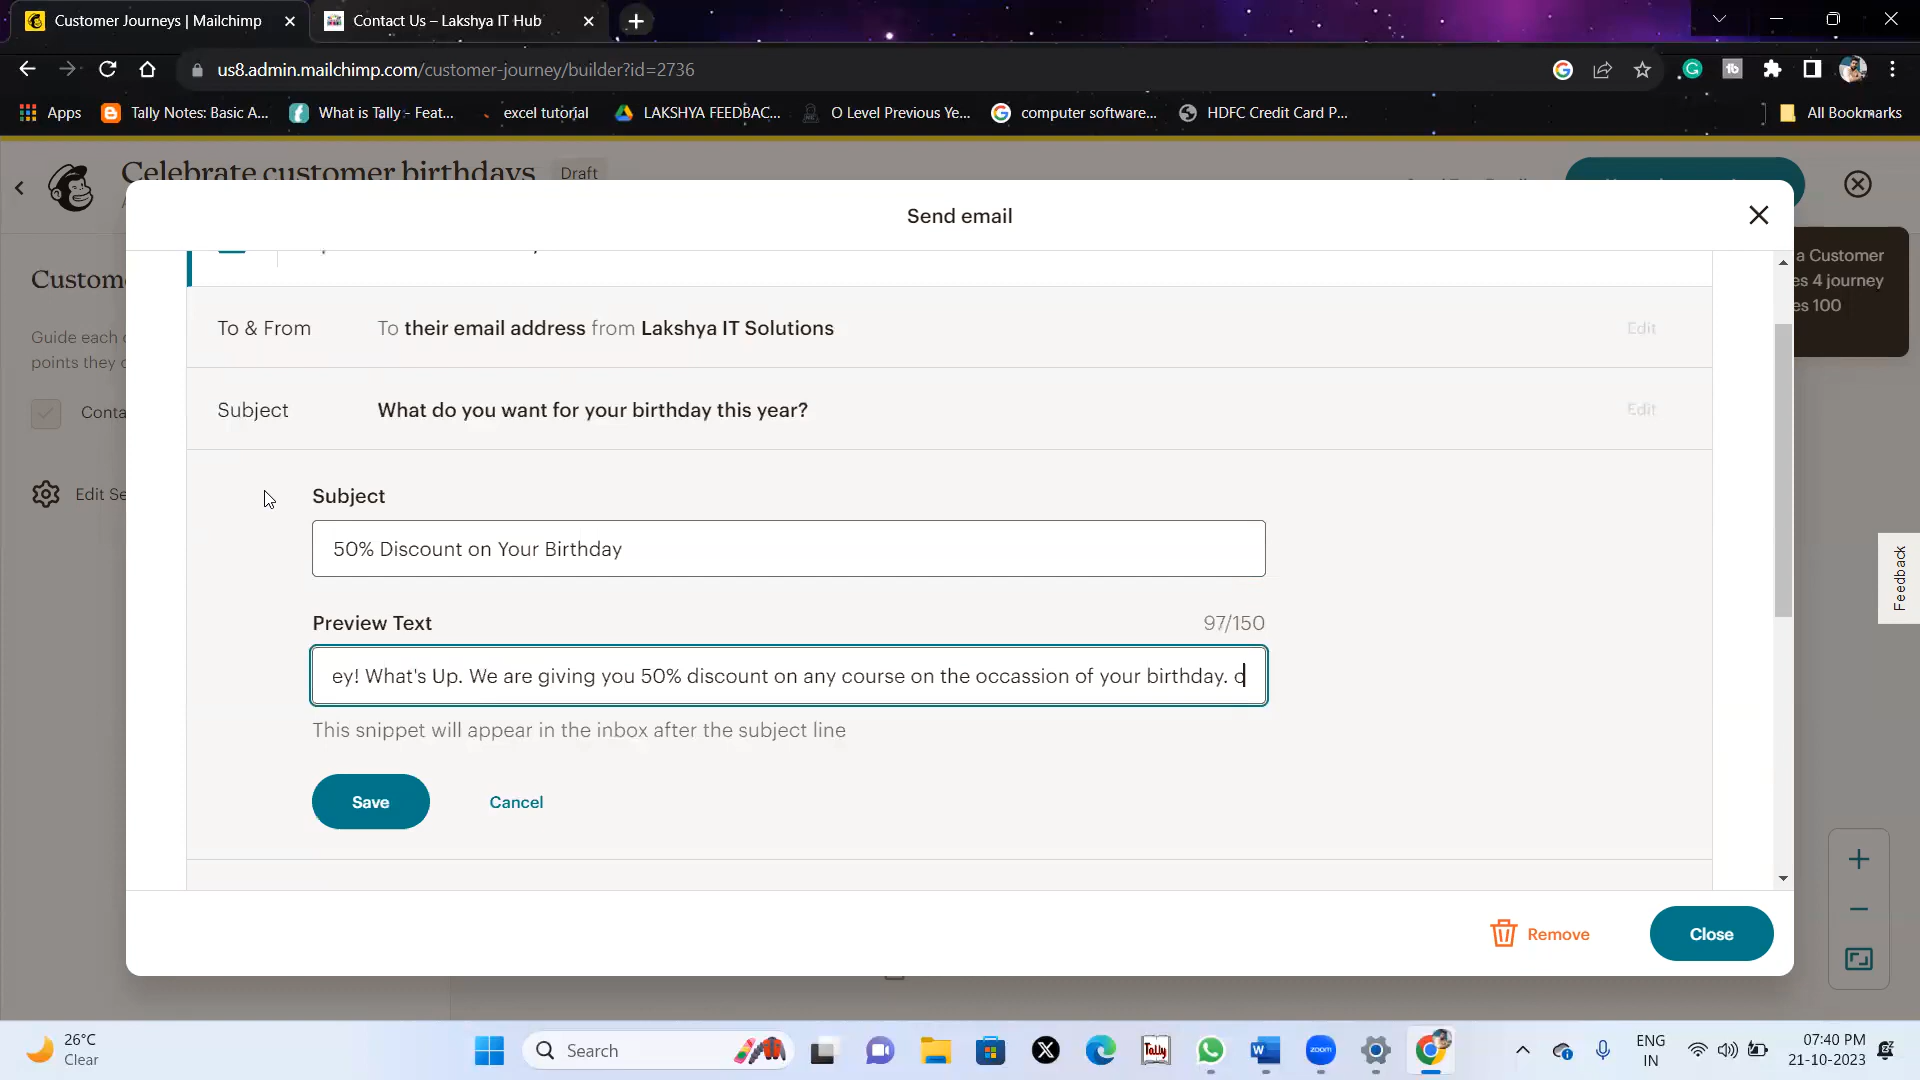 Customer Journeys | Mailchimp
Contact Us – Lakshya IT Hub
us8.admin.mailchimp.com/customer-journey/builder?id=2736
Apps
Tally Notes: Basic A...
What is Tally - Feat...
excel tutorial
LAKSHYA FEEDBAC...
O Level Previous Ye...
computer software...
HDFC Credit Card P...
All Bookmarks
Celebrate customer birthdays
Draft
Send email
a Customer
es 4 journey
es 100
Custom
Guide each
points they
Conta
Edit Se
To & From
To their email address from Lakshya IT Solutions
Edit
Subject
What do you want for your birthday this year?
Edit
Subject
50% Discount on Your Birthday
Preview Text
97/150
ey! What's Up. We are giving you 50% discount on any course on the occassion of your birthday.
This snippet will appear in the inbox after the subject line
Save
Cancel
Feedback
Remove
Close
26°C
Clear
Search
Tally
zoom
ENG
IN
07:40 PM
21-10-2023